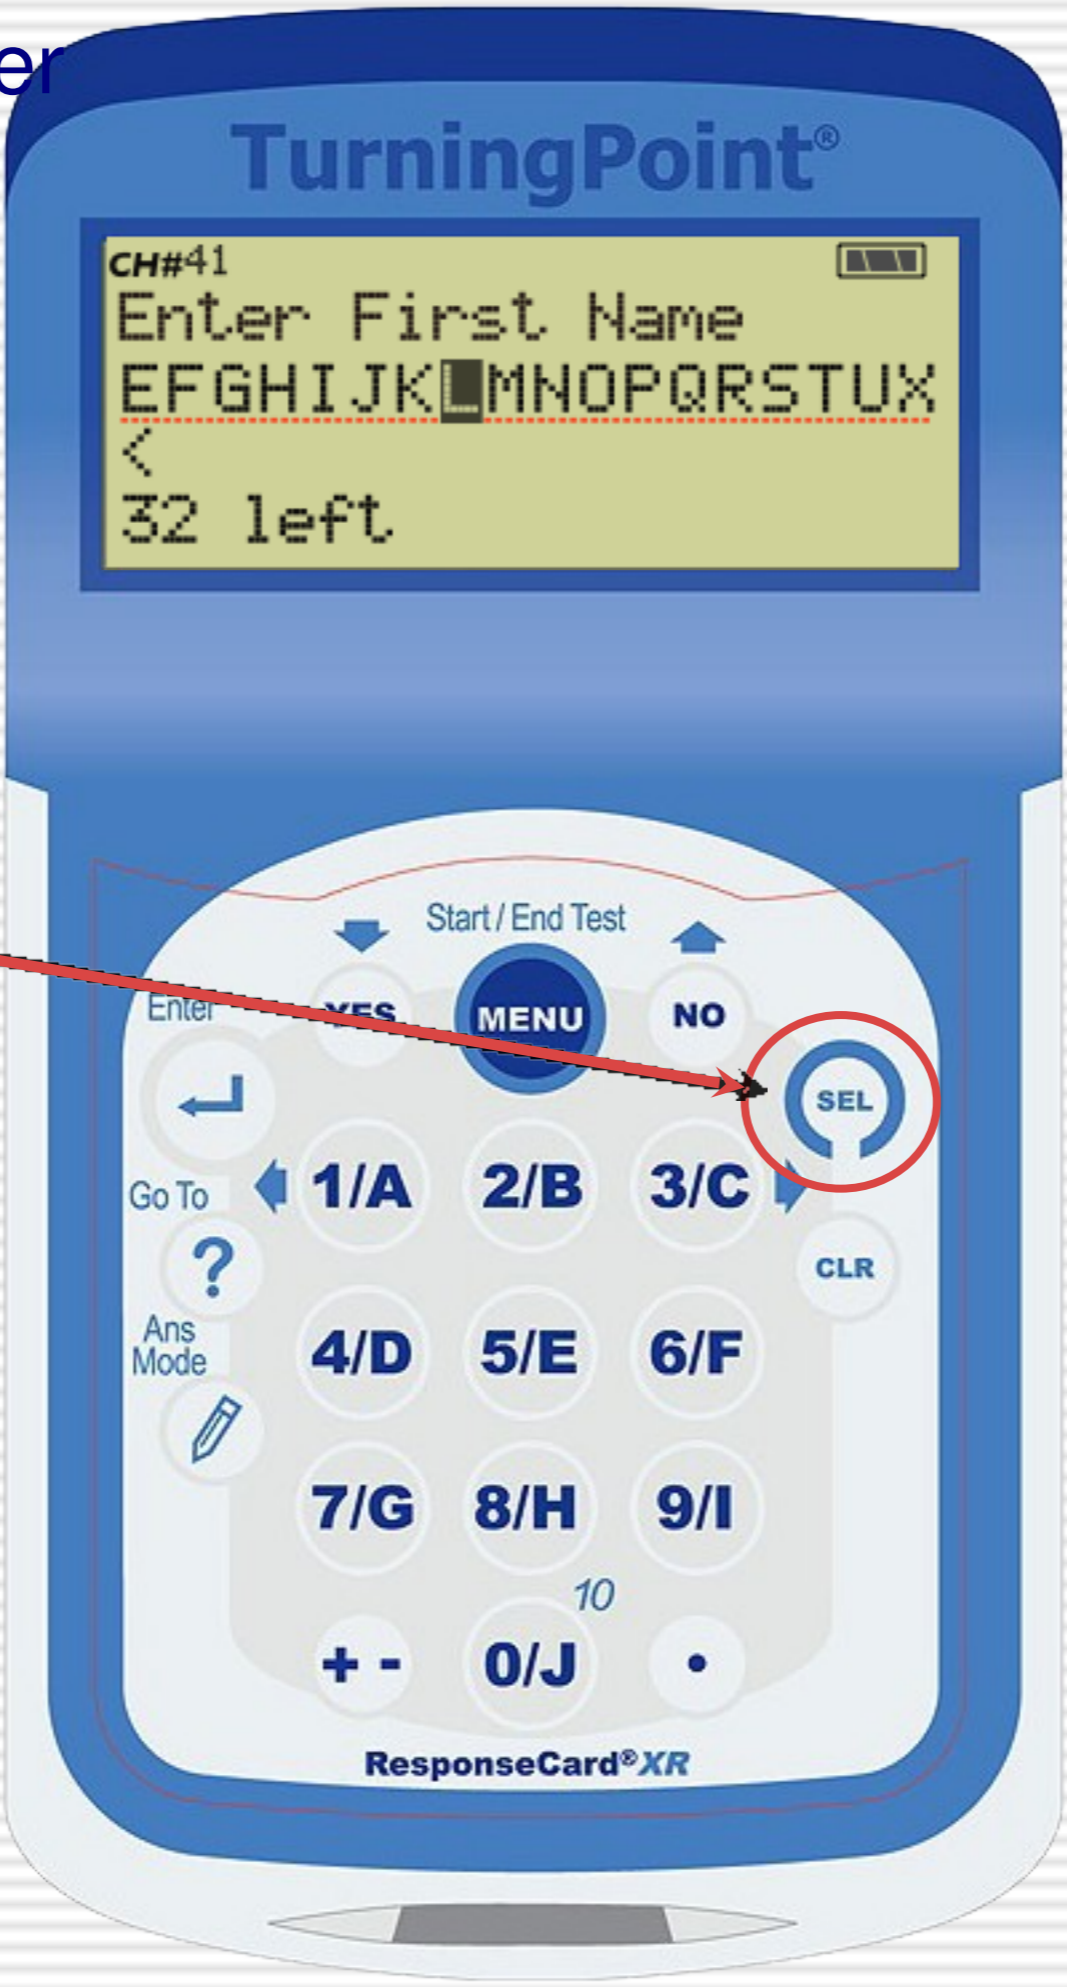 er
TurningPoint®
CH#41
Enter First Name
EFGHIJKLMNOPQRSTUX
<
32 left
Start / End Test
Enter
YES
MENU
NO
SEL
Go To
1/A
2/B
3/C
?
CLR
Ans
Mode
4/D
5/E
6/F
7/G
8/H
9/I
10
+ -
0/J
•
ResponseCard®XR